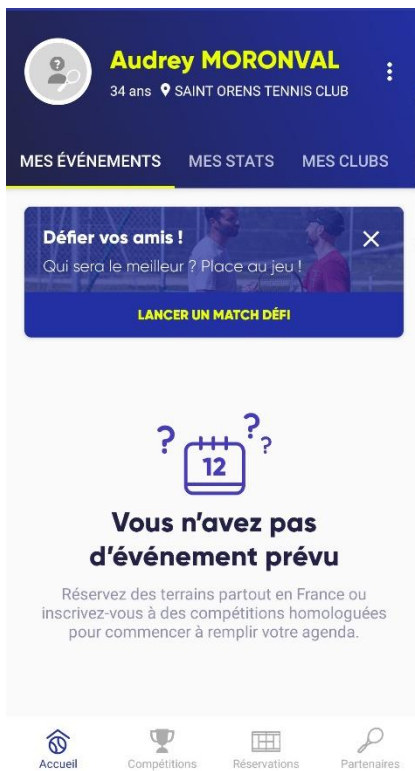 Audrey MORONVAL
34 ans SAINT ORENS TENNIS CLUB
MES ÉVÉNEMENTS MES STATS MES CLUBS
Défier vos amis !
Qui sera le meilleur ? Place au jeu !
LANCER UN MATCH DÉFI
? ? ?
12
Vous n'avez pas
d'événement prévu
Réservez des terrains partout en France ou
inscrivez-vous à des compétitions homologuées
pour commencer à remplir votre agenda.
Accueil Compétitions Réservations Partenaires